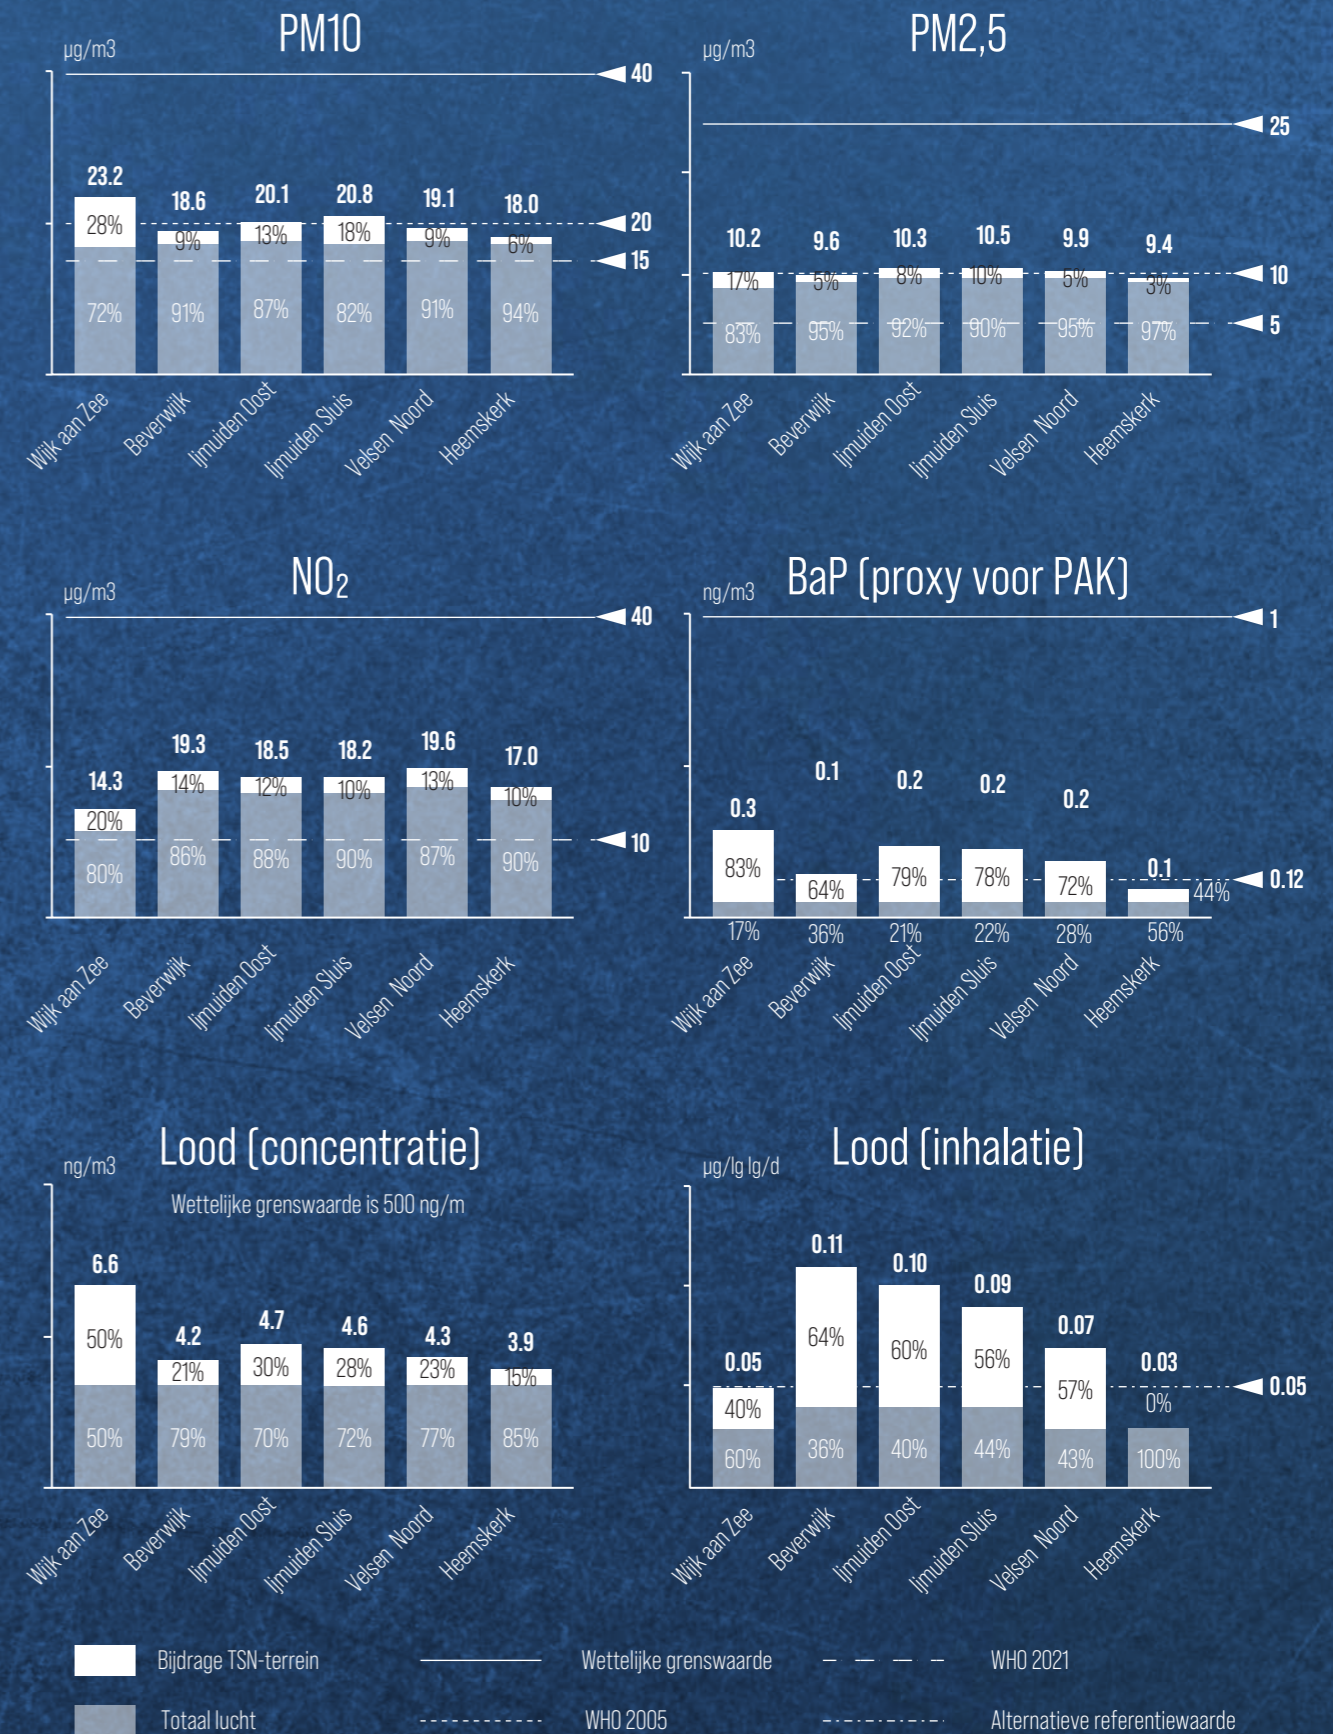 PM10
µg/m3
40
23.2
18.6
20.1
20.8
19.1
18.0
20
15
28%
9%
13%
18%
9%
6%
72%
91%
87%
82%
91%
94%
Wijk aan Zee
Beverwijk
Ijmuiden Oost
Ijmuiden Sluis
Velsen Noord
Heemskerk
PM2,5
µg/m3
25
10.2
9.6
10.3
10.5
9.9
9.4
10
5
17%
5%
8%
10%
5%
3%
83%
95%
92%
90%
95%
97%
Wijk aan Zee
Beverwijk
Ijmuiden Oost
Ijmuiden Sluis
Velsen Noord
Heemskerk
NO₂
µg/m3
40
14.3
19.3
18.5
18.2
19.6
17.0
10
20%
14%
12%
10%
13%
10%
80%
86%
88%
90%
87%
90%
Wijk aan Zee
Beverwijk
Ijmuiden Oost
Ijmuiden Sluis
Velsen Noord
Heemskerk
BaP (proxy voor PAK)
ng/m3
1
0.3
0.1
0.2
0.2
0.2
0.1
0.12
83%
64%
79%
78%
72%
44%
17%
36%
21%
22%
28%
56%
Wijk aan Zee
Beverwijk
Ijmuiden Oost
Ijmuiden Sluis
Velsen Noord
Heemskerk
Lood (concentratie)
ng/m3
Wettelijke grenswaarde is 500 ng/m
6.6
4.2
4.7
4.6
4.3
3.9
50%
21%
30%
28%
23%
15%
50%
79%
70%
72%
77%
85%
Wijk aan Zee
Beverwijk
Ijmuiden Oost
Ijmuiden Sluis
Velsen Noord
Heemskerk
Lood (inhalatie)
µg/lg lg/d
0.05
0.11
0.10
0.09
0.07
0.03
0.05
40%
64%
60%
56%
57%
0%
60%
36%
40%
44%
43%
100%
Wijk aan Zee
Beverwijk
Ijmuiden Oost
Ijmuiden Sluis
Velsen Noord
Heemskerk
Bijdrage TSN-terrein
Wettelijke grenswaarde
WHO 2021
Totaal lucht
WHO 2005
Alternatieve referentiewaarde